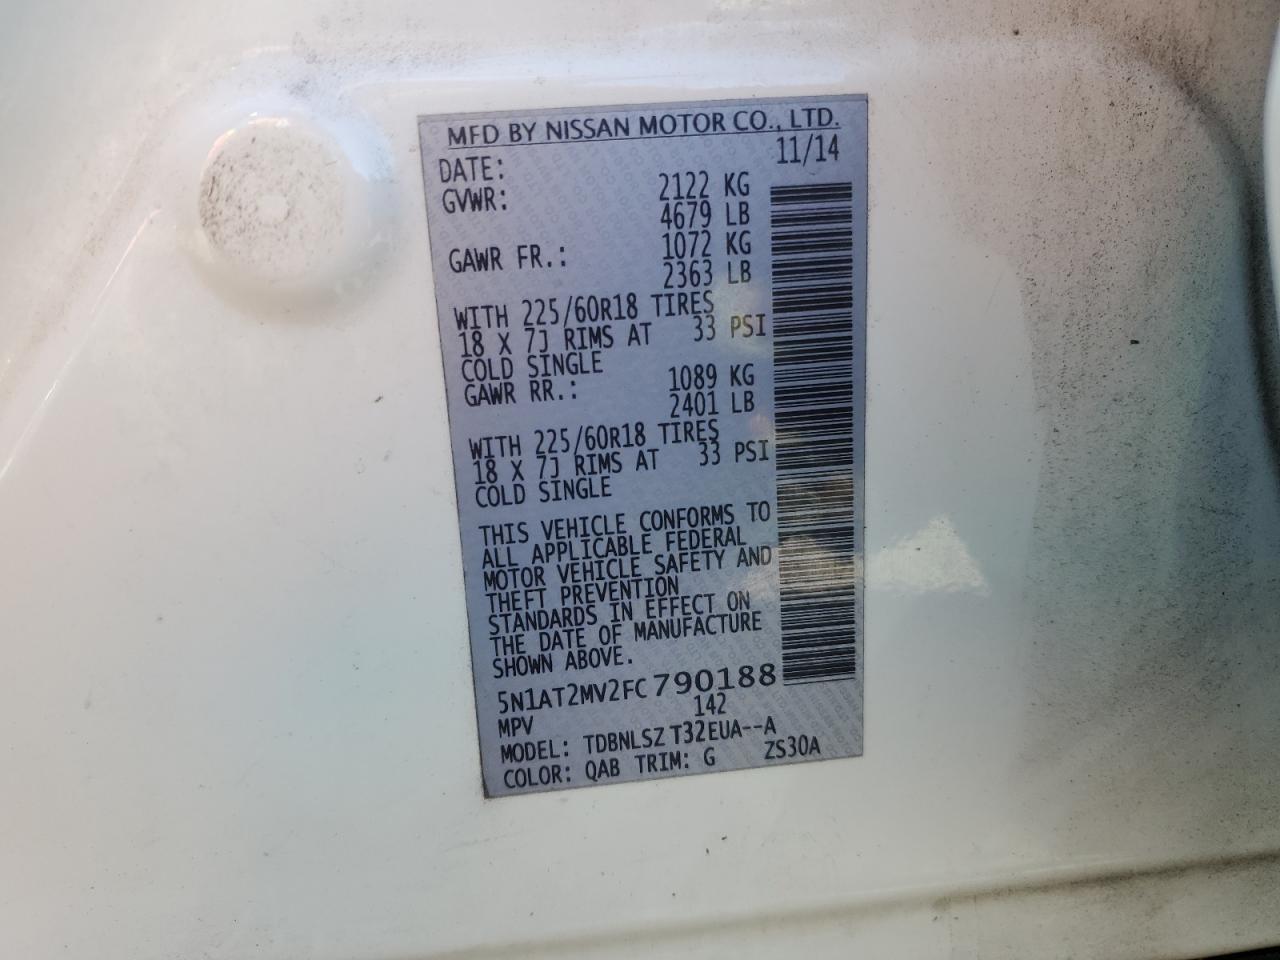 MFD BY NISSAN MOTOR CO., LTD.
DATE: 11/14
GVWR: 2122 KG
4679 LB
GAWR FR.: 1072 KG
2363 LB
WITH 225/60R18 TIRES
18 X 7J RIMS AT 33 PSI
COLD SINGLE
GAWR RR.: 1089 KG
2401 LB
WITH 225/60R18 TIRES
18 X 7J RIMS AT 33 PSI
COLD SINGLE
THIS VEHICLE CONFORMS TO
ALL APPLICABLE FEDERAL
MOTOR VEHICLE SAFETY AND
THEFT PREVENTION
STANDARDS IN EFFECT ON
THE DATE OF MANUFACTURE
SHOWN ABOVE.
5N1AT2MV2FC790188
MPV 142
MODEL: TDBNLSZ T32EUA--A
COLOR: QAB TRIM: G ZS30A